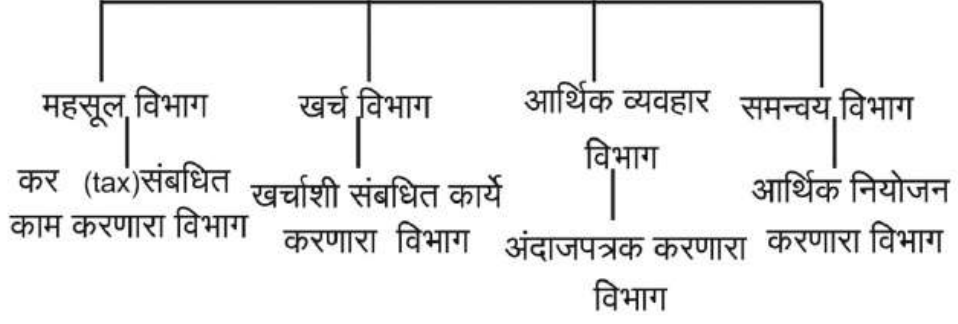 महसूल विभाग
कर (tax)संबधित
काम करणारा विभाग
खर्च विभाग
खर्चाशी संबधित कार्ये
करणारा विभाग
आर्थिक व्यवहार
विभाग
अंदाजपत्रक करणारा
विभाग
समन्वय विभाग
आर्थिक नियोजन
करणारा विभाग